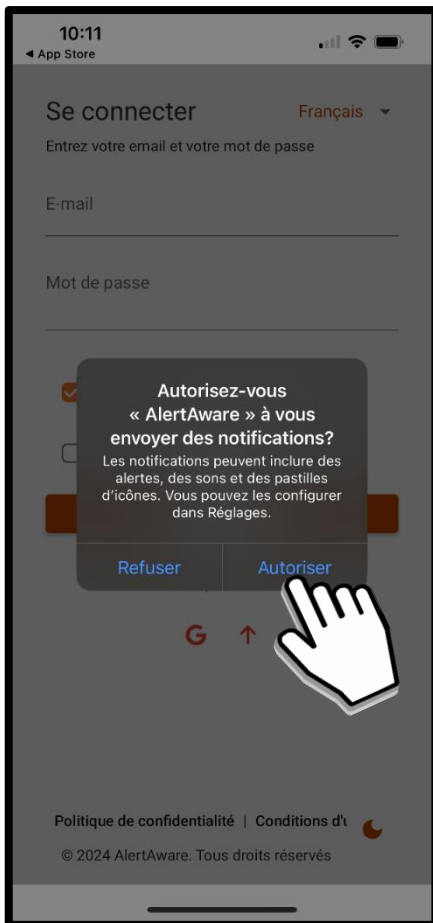 10:11
◀ App Store
Se connecter
Français
Entrez votre email et votre mot de passe
E-mail
Mot de passe
Autorisez-vous
« AlertAware » à vous
envoyer des notifications?
Les notifications peuvent inclure des
alertes, des sons et des pastilles
d'icônes. Vous pouvez les configurer
dans Réglages.
Refuser
Autoriser
G
Politique de confidentialité | Conditions d'u
© 2024 AlertAware. Tous droits réservés